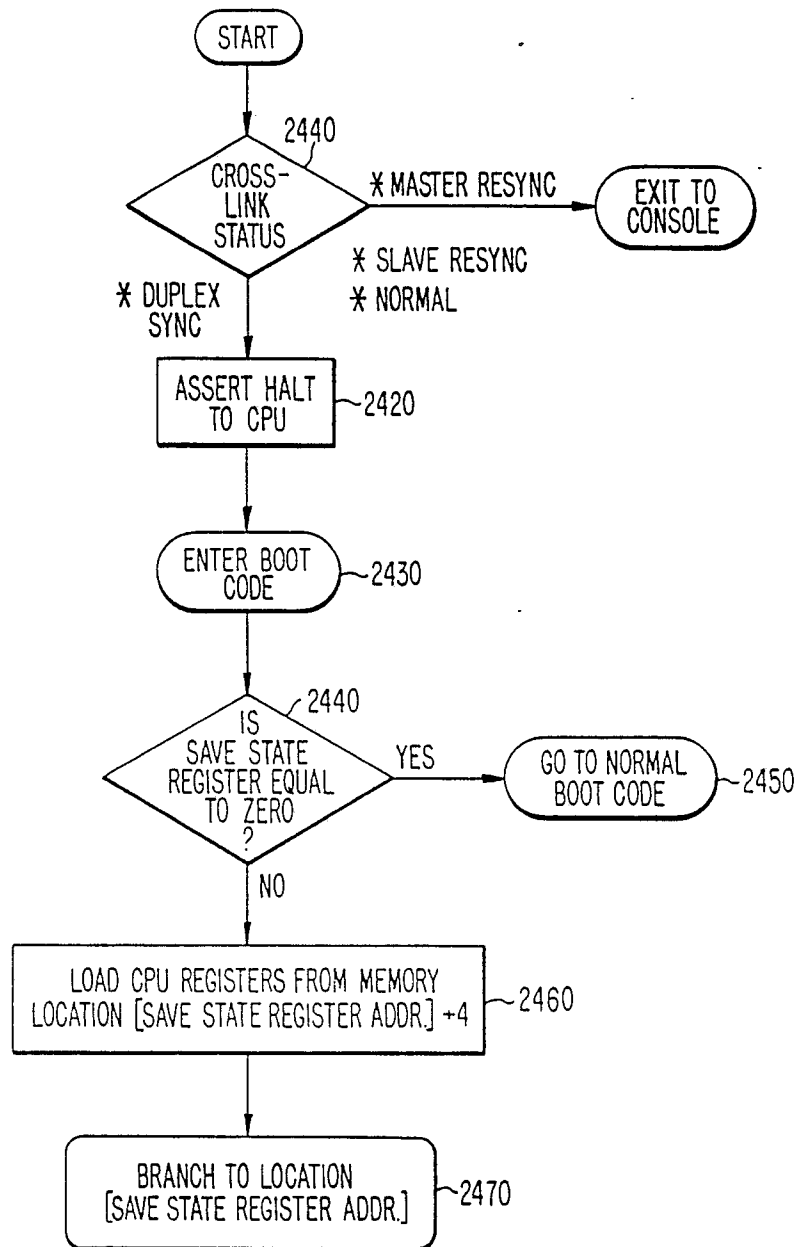 START
2440
CROSS-
LINK
STATUS
* MASTER RESYNC
EXIT TO
CONSOLE
* SLAVE RESYNC
* NORMAL
* DUPLEX
SYNC
ASSERT HALT
TO CPU
2420
ENTER BOOT
CODE
2430
2440
IS
SAVE STATE
REGISTER EQUAL
TO ZERO
?
YES
GO TO NORMAL
BOOT CODE
2450
NO
LOAD CPU REGISTERS FROM MEMORY
LOCATION [SAVE STATE REGISTER ADDR.] +4
2460
BRANCH TO LOCATION
[SAVE STATE REGISTER ADDR.]
2470